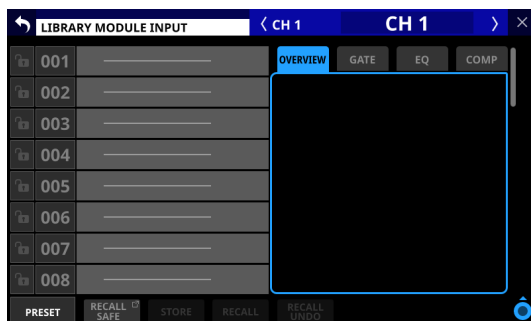 LIBRARY MODULE INPUT
CH 1
CH 1
001
OVERVIEW GATE EQ COMP
002
003
004
005
006
007
008
PRESET
RECALL SAFE
STORE
RECALL
RECALL UNDO